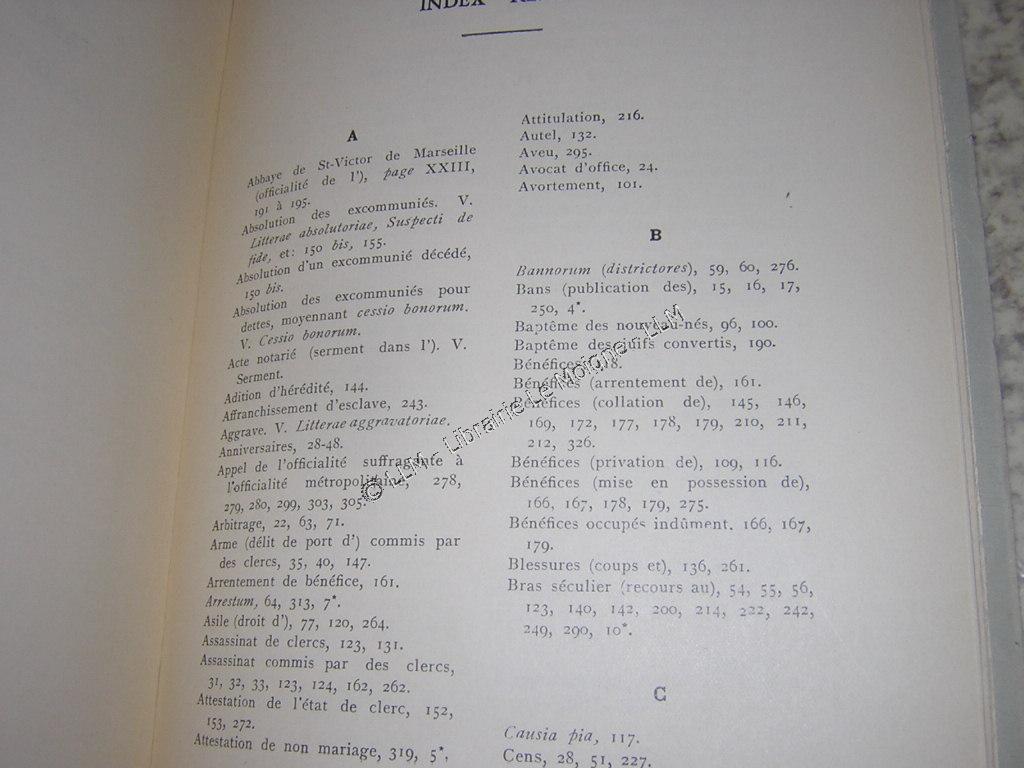 INDEX
A
Abbaye de St-Victor de Marseille
(officialité de l'), page XXIII,
191 à 195.
Absolution des excommuniés. V.
Litterae absolutoriae, Suspecti de
fide, et: 150 bis, 155.
Absolution d'un excommunié décédé,
150 bis.
Absolution des excommuniés pour
dettes, moyennant cessio bonorum.
V. Cessio bonorum.
Acte notarié (serment dans l'). V.
Serment.
Adition d'hérédité, 144.
Affranchissement d'esclave, 243.
Aggrave. V. Litterae aggravatoriae.
Anniversaires, 28-48.
Appel de l'officialité suffragante à
l'officialité métropolitaine, 278,
279, 280, 299, 303, 305.
Arbitrage, 22, 63, 71.
Arme (délit de port d') commis par
des clercs, 35, 40, 147.
Arrentement de bénéfice, 161.
Arrestum, 64, 313, 7*.
Asile (droit d'), 77, 120, 264.
Assassinat de clercs, 123, 131.
Assassinat commis par des clercs,
31, 32, 33, 123, 124, 162, 262.
Attestation de l'état de clerc, 152,
153, 272.
Attestation de non mariage, 319, 5*.
Attitulation, 216.
Autel, 132.
Aveu, 295.
Avocat d'office, 24.
Avortement, 101.
B
Bannorum (districtores), 59, 60, 276.
Bans (publication des), 15, 16, 17,
250, 4*.
Baptême des nouveau-nés, 96, 100.
Baptême des juifs convertis, 190.
Bénéfices,
Bénéfices (arrentement de), 161.
Bénéfices (collation de), 145, 146,
169, 172, 177, 178, 179, 210, 211,
212, 326.
Bénéfices (privation de), 109, 116.
Bénéfices (mise en possession de),
166, 167, 178, 179, 275.
Bénéfices occupés indûment. 166, 167,
179.
Blessures (coups et), 136, 261.
Bras séculier (recours au), 54, 55, 56,
123, 140, 142, 200, 214, 222, 242,
249, 290, 10*.
C
Causia pia, 117.
Cens, 28, 51, 227.
© LLM - Librairie Le Moigne - LLM